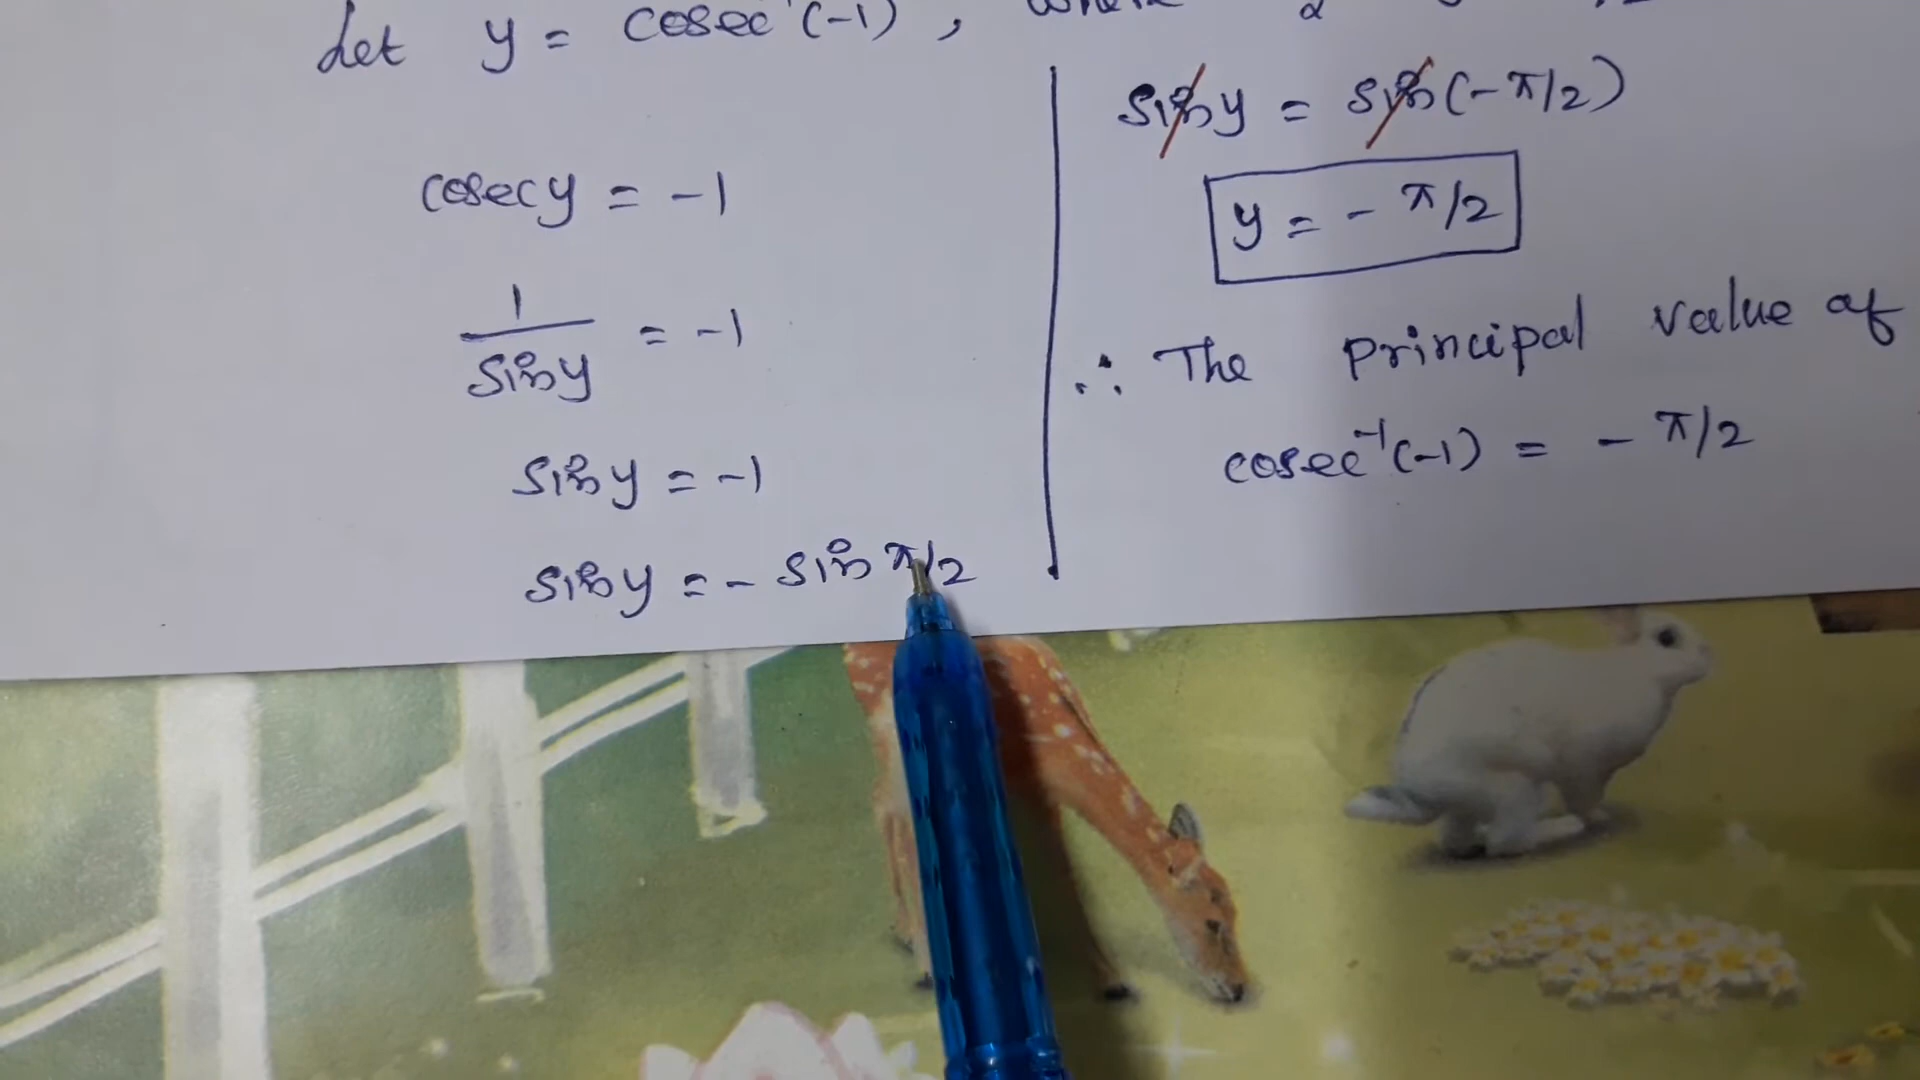 Let y = cosec⁻¹(-1),
cosec y = -1
1/sin y = -1
sin y = -1
sin y = - sin π/2
sin y = sin (-π/2)
y = - π/2
∴ The principal value of
cosec⁻¹(-1) = - π/2